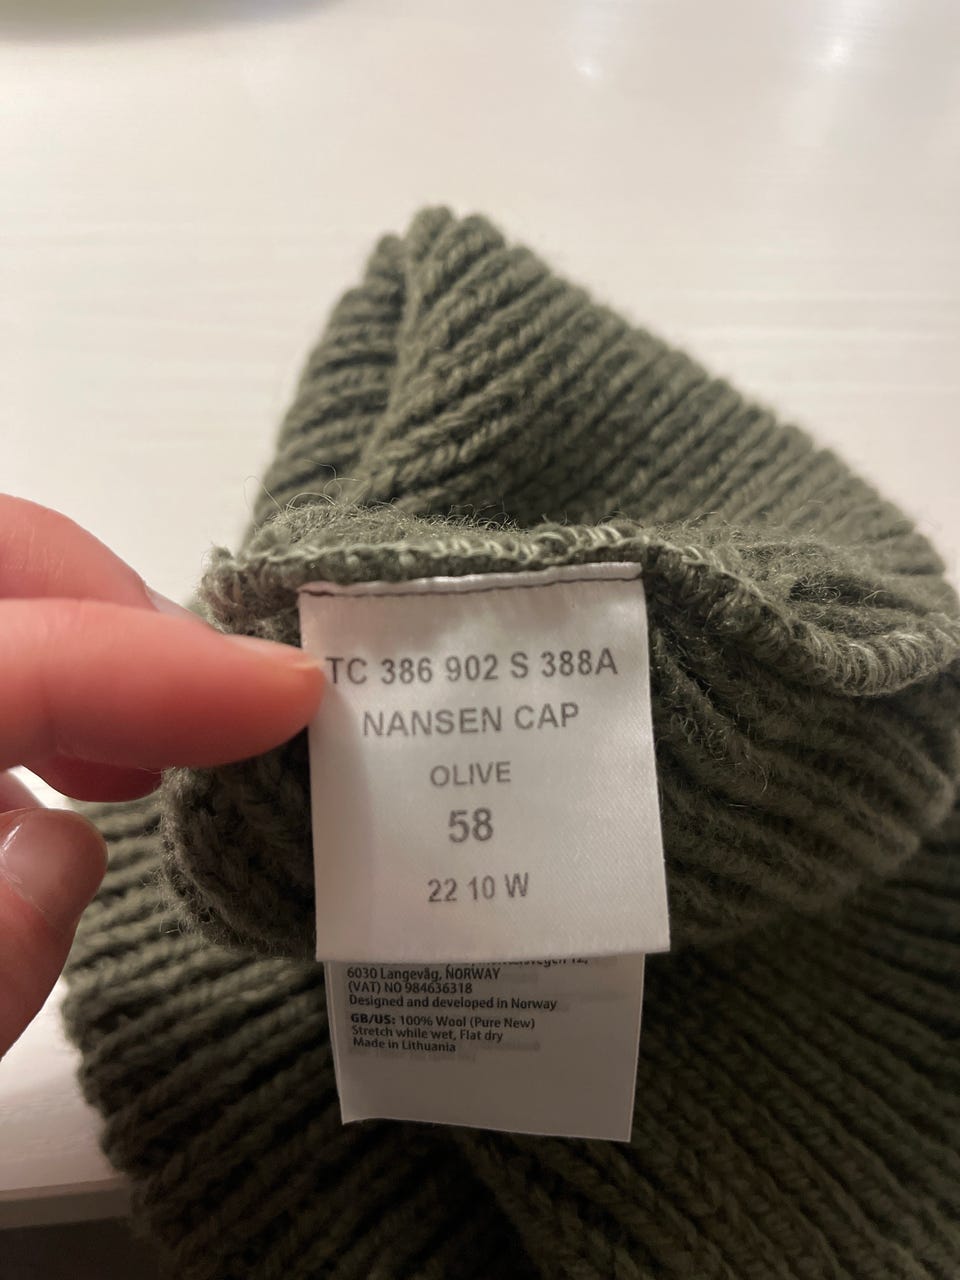 TC 386 902 S 388A
NANSEN CAP
OLIVE
58
22 10 W
12,
6030 Langevåg, NORWAY
(VAT) NO 984636318
Designed and developed in Norway
GB/US: 100% Wool (Pure New)
Stretch while wet, Flat dry
Made in Lithuania